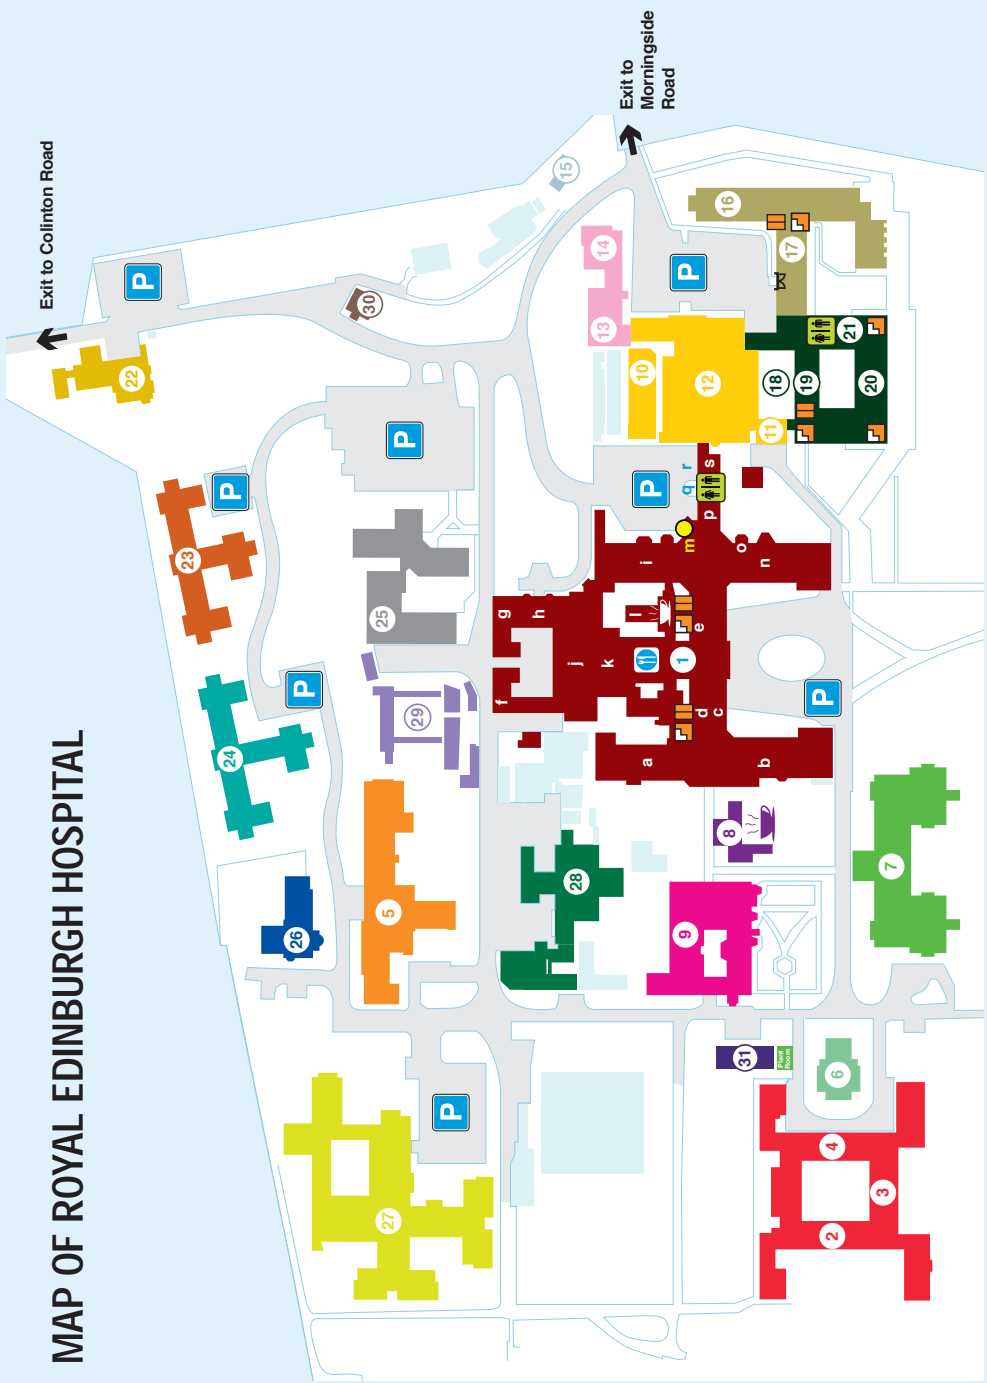 MAP OF ROYAL EDINBURGH HOSPITAL
Exit to Colinton Road
Exit to
Morningside
Road
P
P
P
P
P
P
P
P
22
23
24
25
26
27
28
29
30
31
Plant
Room
1
2
3
4
5
6
7
8
9
10
11
12
13
14
15
16
17
18
19
20
21
a
b
c
d
e
f
g
h
i
j
k
l
m
n
o
p
q
r
s